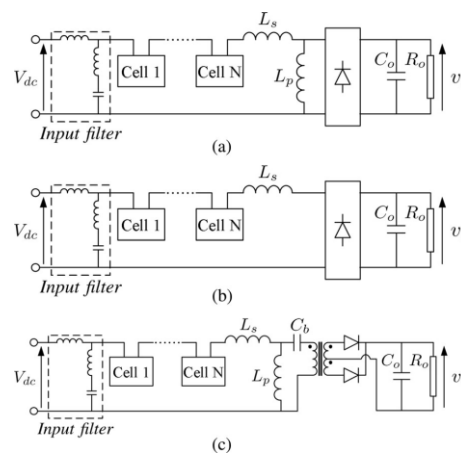 L_s
V_dc Cell 1 Cell N L_p C_o R_o v
Input filter
(a)
L_s
V_dc Cell 1 Cell N C_o R_o v
Input filter
(b)
L_s C_b
V_dc Cell 1 Cell N L_p C_o R_o v
Input filter
(c)